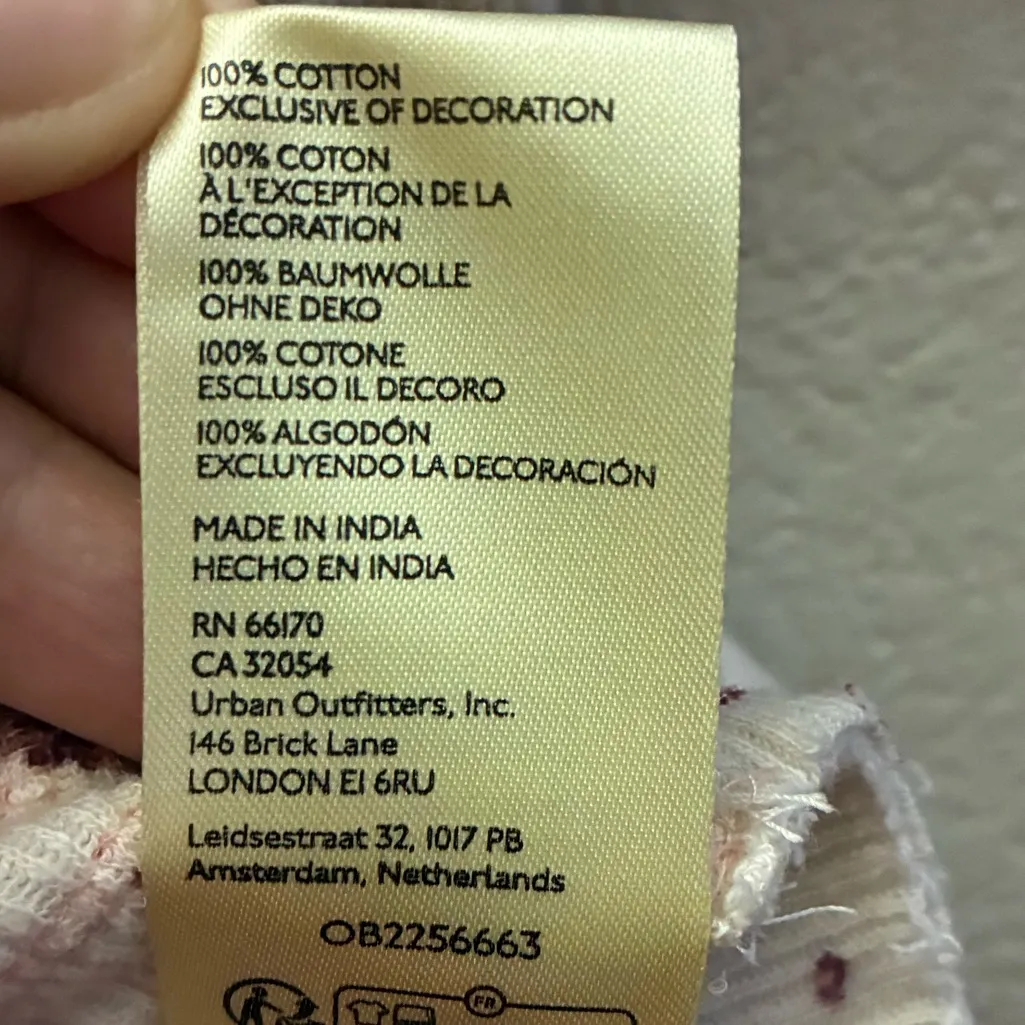 100% COTTON
EXCLUSIVE OF DECORATION
100% COTON
À L'EXCEPTION DE LA
DÉCORATION
100% BAUMWOLLE
OHNE DEKO
100% COTONE
ESCLUSO IL DECORO
100% ALGODÓN
EXCLUYENDO LA DECORACIÓN
MADE IN INDIA
HECHO EN INDIA
RN 66170
CA 32054
Urban Outfitters, Inc.
146 Brick Lane
LONDON E1 6RU
Leidsestraat 32, 1017 PB
Amsterdam, Netherlands
OB2256663
FR